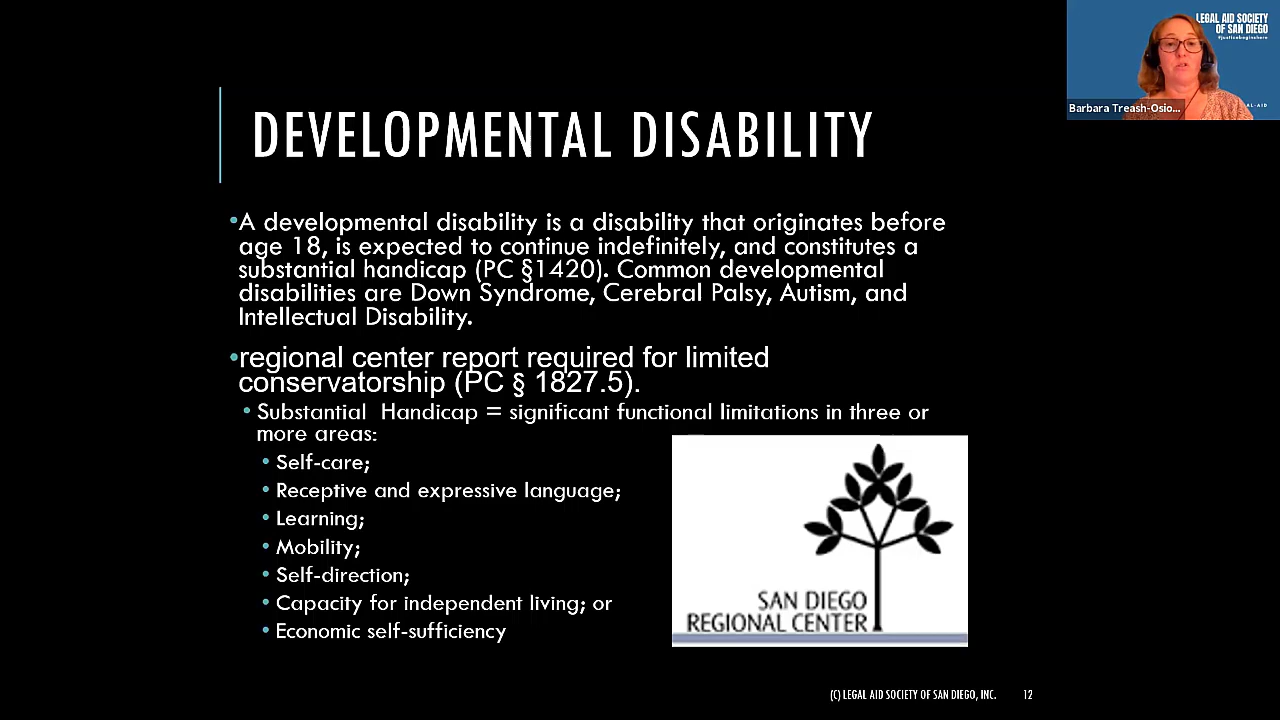 LEGAL AID SOCIETY
OF SAN DIEGO
#justicebeginshere
Barbara Treash-Osio...
AL-AID
DEVELOPMENTAL DISABILITY
•A developmental disability is a disability that originates before
age 18, is expected to continue indefinitely, and constitutes a
substantial handicap (PC §1420). Common developmental
disabilities are Down Syndrome, Cerebral Palsy, Autism, and
Intellectual Disability.
•regional center report required for limited
conservatorship (PC § 1827.5).
• Substantial Handicap = significant functional limitations in three or
more areas:
• Self-care;
• Receptive and expressive language;
• Learning;
• Mobility;
• Self-direction;
• Capacity for independent living; or
• Economic self-sufficiency
SAN DIEGO
REGIONAL CENTER
(C) LEGAL AID SOCIETY OF SAN DIEGO, INC. 12